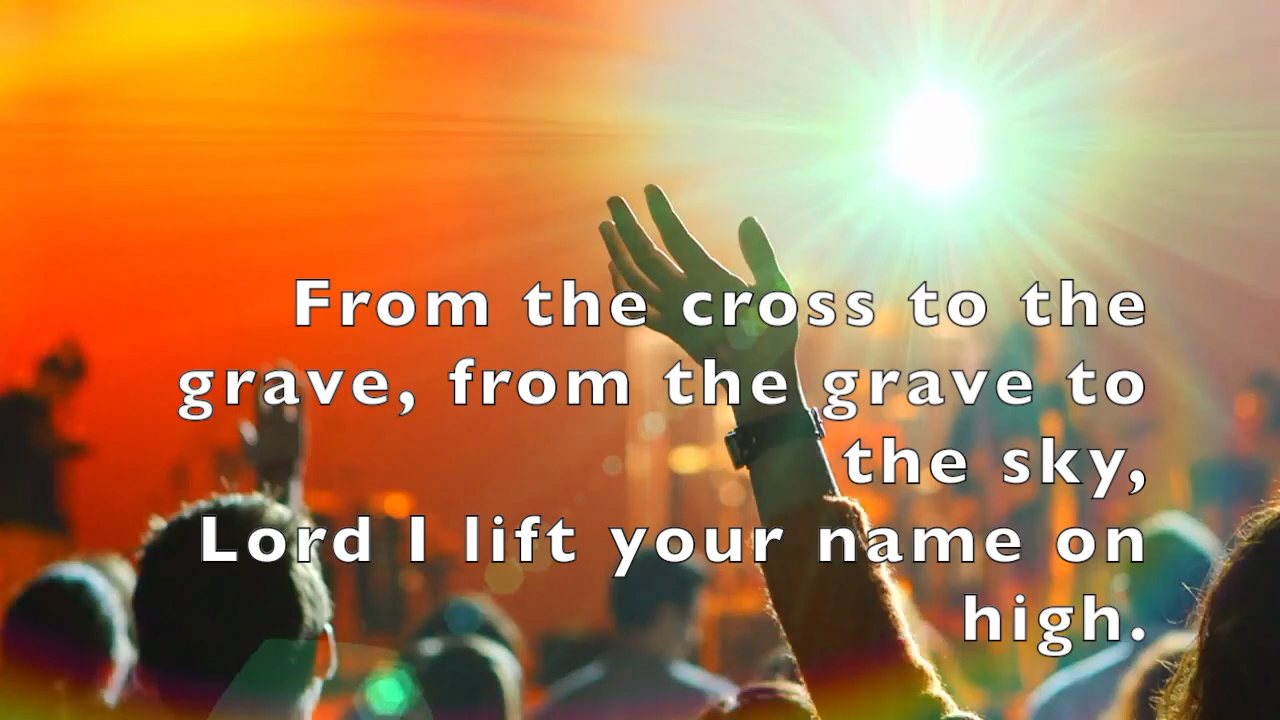 From the cross to the
grave, from the grave to
the sky,
Lord I lift your name on
high.